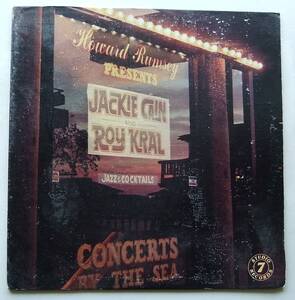 Howard Rumsey
PRESENTS
JACKIE CAIN
AND
ROY KRAL
JAZZ & COCKTAILS
CONCERTS
BY THE SEA
STUDIO
7
RECORDS